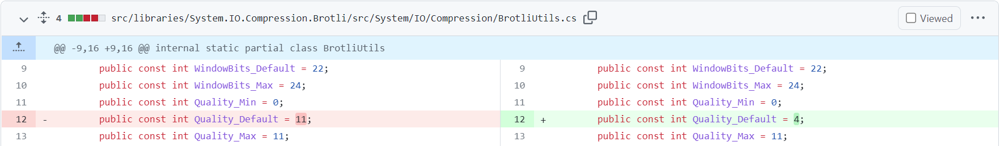 4 src/libraries/System.IO.Compression.Brotli/src/System/IO/Compression/BrotliUtils.cs Viewed
@@ -9,16 +9,16 @@ internal static partial class BrotliUtils
9 public const int WindowBits_Default = 22; 9 public const int WindowBits_Default = 22;
10 public const int WindowBits_Max = 24; 10 public const int WindowBits_Max = 24;
11 public const int Quality_Min = 0; 11 public const int Quality_Min = 0;
12 - public const int Quality_Default = 11; 12 + public const int Quality_Default = 4;
13 public const int Quality_Max = 11; 13 public const int Quality_Max = 11;